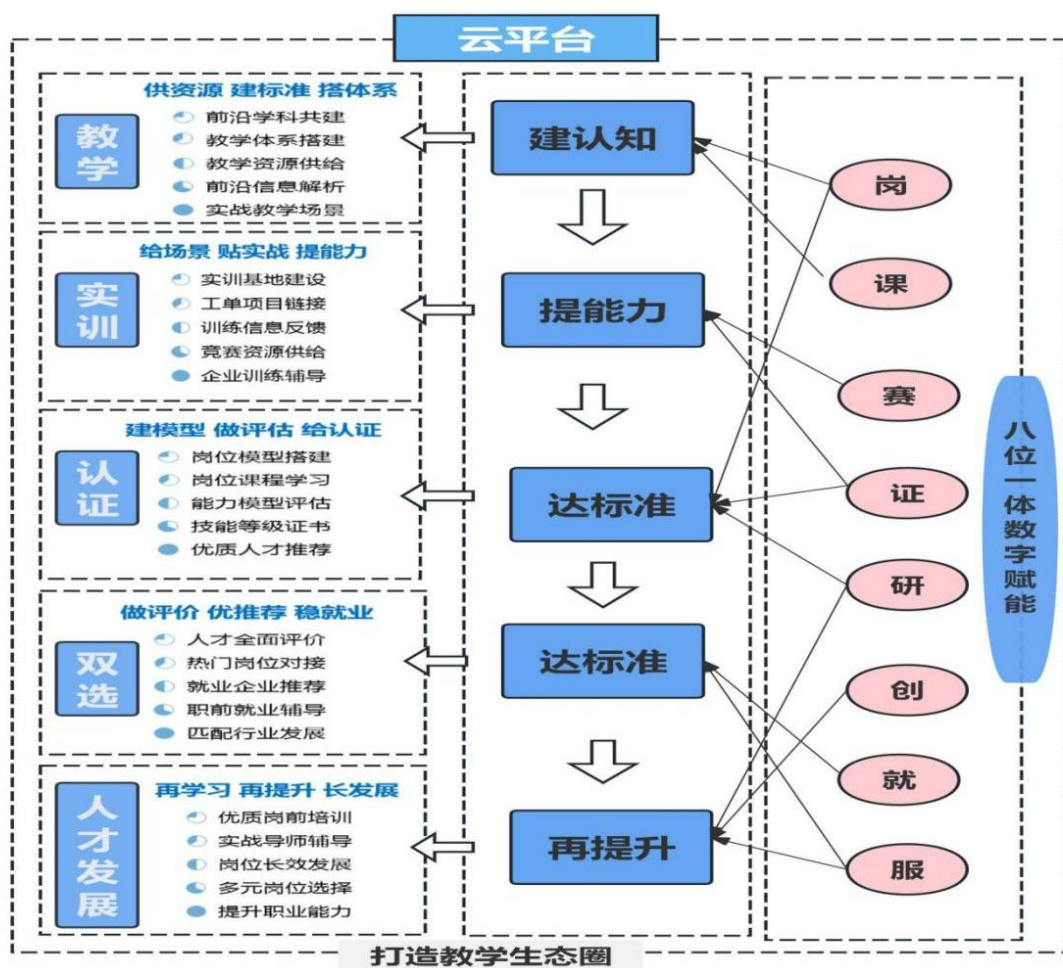 云平台
供资源 建标准 搭体系
教学
前沿学科共建
教学体系搭建
教学资源供给
前沿信息解析
实战教学场景
给场景 贴实战 提能力
实训
实训基地建设
工单项目链接
训练信息反馈
竞赛资源供给
企业训练辅导
建模型 做评估 给认证
认证
岗位模型搭建
岗位课程学习
能力模型评估
技能等级证书
优质人才推荐
做评价 优推荐 稳就业
双选
人才全面评价
热门岗位对接
就业企业推荐
职前就业辅导
匹配行业发展
再学习 再提升 长发展
人才发展
优质岗前培训
实战导师辅导
岗位长效发展
多元岗位选择
提升职业能力
建认知
提能力
达标准
达标准
再提升
岗
课
赛
证
研
创
就
服
八位一体数字赋能
打造教学生态圈